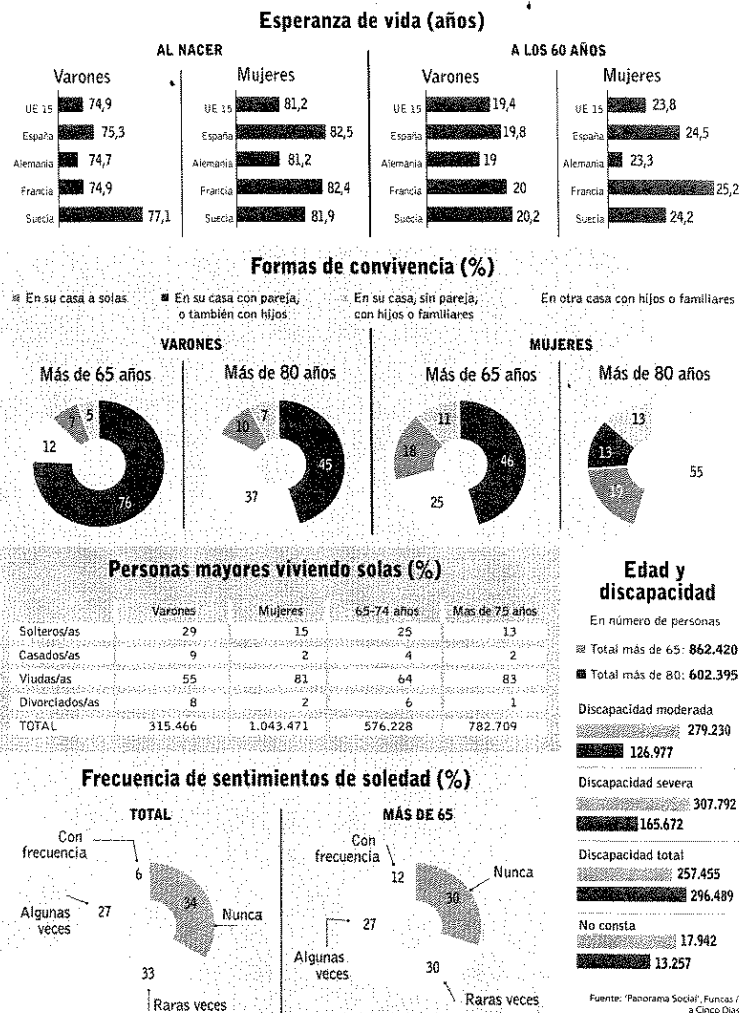 Esperanza de vida (años)
AL NACER
Varones
UE 15 74,9
España 75,3
Alemania 74,7
Francia 74,9
Suecia 77,1
Mujeres
UE 15 81,2
España 82,5
Alemania 81,2
Francia 82,4
Suecia 81,9
A LOS 60 AÑOS
Varones
UE 15 19,4
España 19,8
Alemania 19
Francia 20
Suecia 20,2
Mujeres
UE 15 23,8
España 24,5
Alemania 23,3
Francia 25,2
Suecia 24,2
Formas de convivencia (%)
En su casa a solas
En su casa con pareja,
o también con hijos
En su casa, sin pareja,
con hijos o familiares
En otra casa con hijos o familiares
VARONES
Más de 65 años
5
7
12
76
Más de 80 años
7
10
45
37
MUJERES
Más de 65 años
11
18
46
25
Más de 80 años
13
13
55
19
Personas mayores viviendo solas (%)
Varones Mujeres 65-74 años Mas de 75 años
Solteros/as 29 15 25 13
Casados/as 9 2 4 2
Viudas/as 55 81 64 83
Divorciados/as 8 2 6 1
TOTAL 315.466 1.043.471 576.228 782.709
Edad y
discapacidad
En número de personas
Total más de 65: 862.420
Total más de 80: 602.395
Discapacidad moderada
279.230
126.977
Discapacidad severa
307.792
165.672
Discapacidad total
257.455
296.489
No consta
17.942
13.257
Frecuencia de sentimientos de soledad (%)
TOTAL
Con
frecuencia
6
34
Nunca
Algunas
veces
27
33
Raras veces
MÁS DE 65
Con
frecuencia
12
30
Nunca
27
Algunas
veces
30
Raras veces
Fuente: 'Panorama Social', Funcas /
a Cinco Días